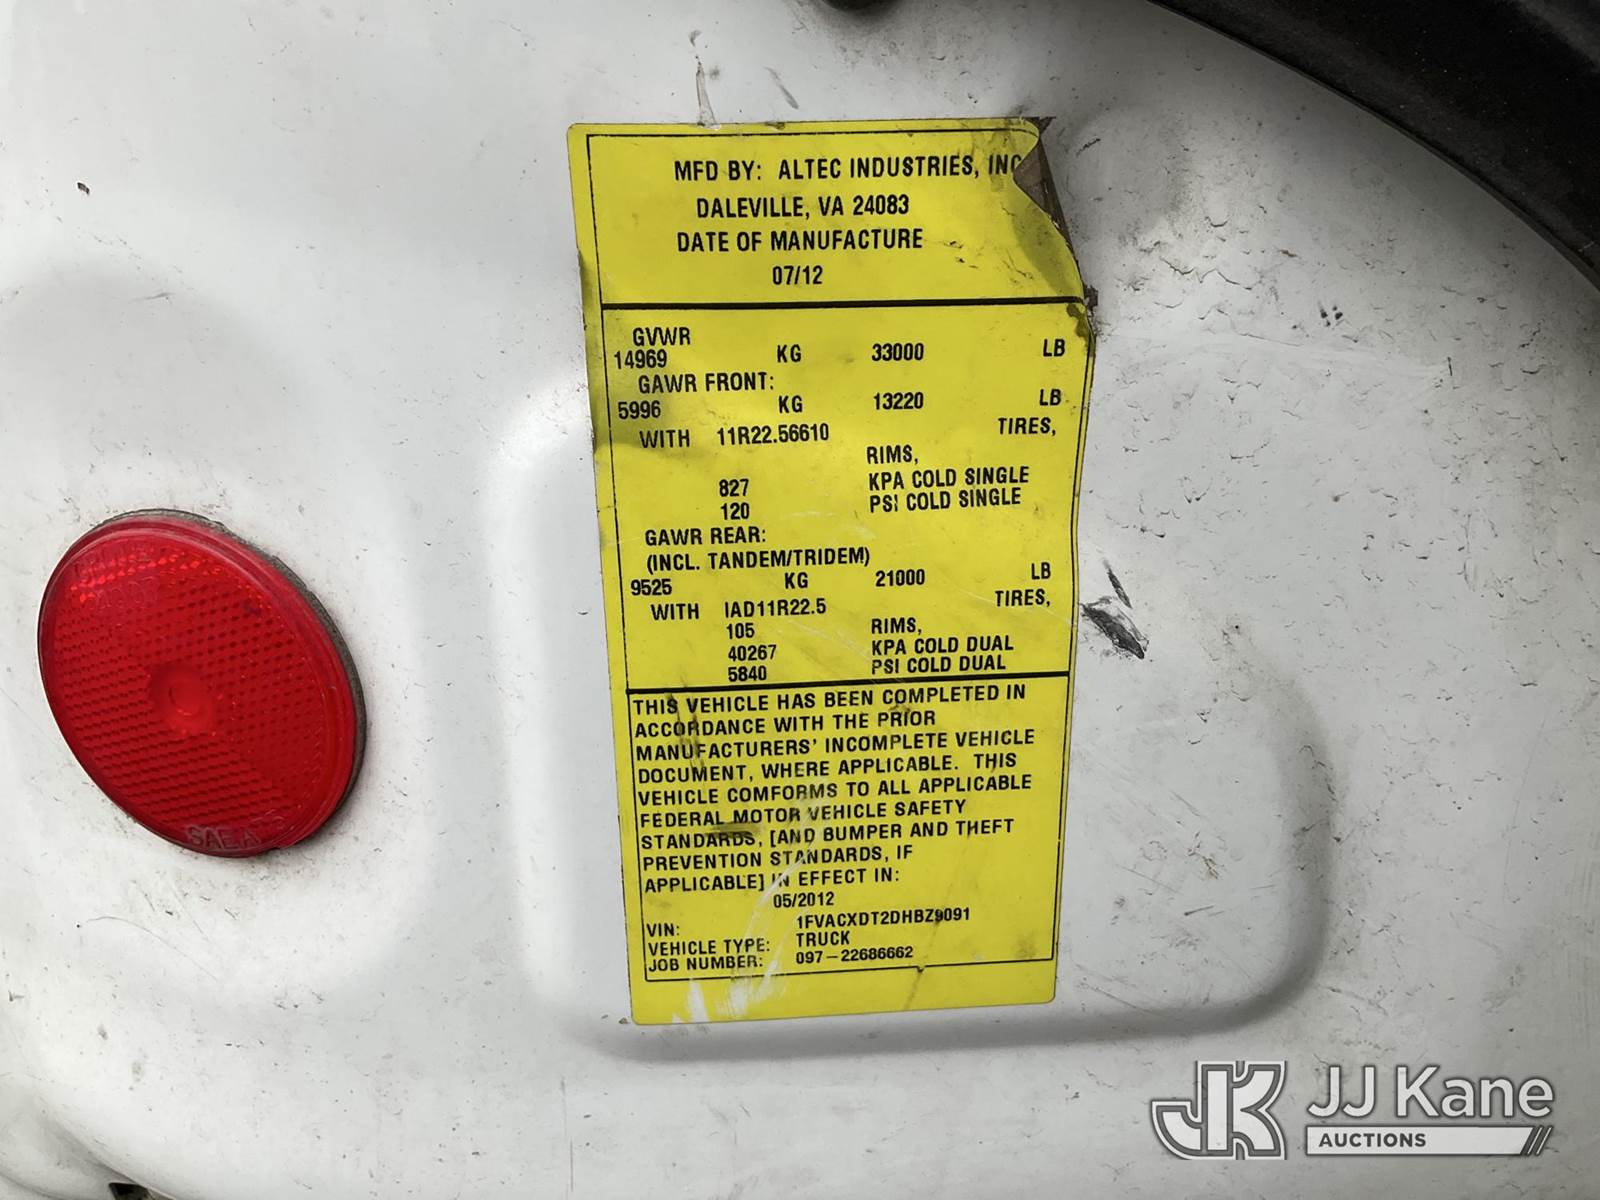 MFD BY: ALTEC INDUSTRIES, INC
DALEVILLE, VA 24083
DATE OF MANUFACTURE
07/12
GVWR
14969 KG 33000 LB
GAWR FRONT:
5996 KG 13220 LB
WITH 11R22.56610 TIRES,
RIMS,
827 KPA COLD SINGLE
120 PSI COLD SINGLE
GAWR REAR:
(INCL. TANDEM/TRIDEM)
9525 KG 21000 LB
WITH IAD11R22.5 TIRES,
105 RIMS,
40267 KPA COLD DUAL
5840 PSI COLD DUAL
THIS VEHICLE HAS BEEN COMPLETED IN
ACCORDANCE WITH THE PRIOR
MANUFACTURERS' INCOMPLETE VEHICLE
DOCUMENT, WHERE APPLICABLE. THIS
VEHICLE COMFORMS TO ALL APPLICABLE
FEDERAL MOTOR VEHICLE SAFETY
STANDARDS, [AND BUMPER AND THEFT
PREVENTION STANDARDS, IF
APPLICABLE] IN EFFECT IN:
05/2012
VIN: 1FVACXDT2DHBZ9091
VEHICLE TYPE: TRUCK
JOB NUMBER: 097-22686662
SAE A
JK JJ Kane
AUCTIONS